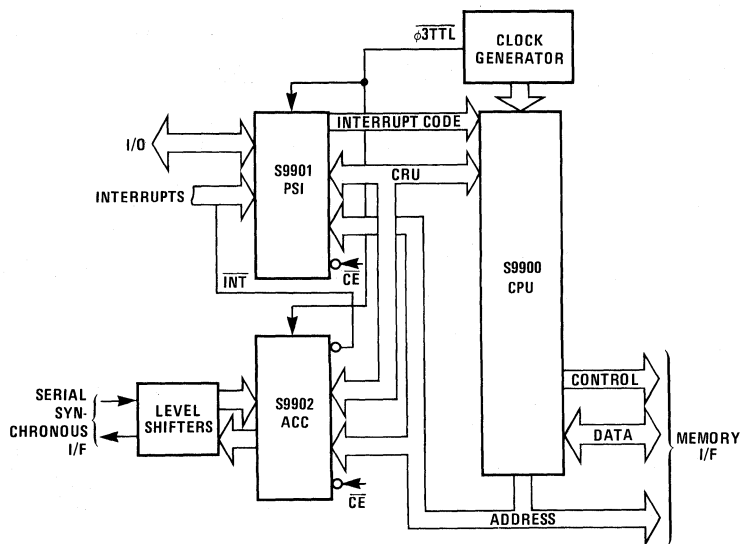 φ3TTL
CLOCK
GENERATOR
INTERRUPT CODE
I/O
S9901
PSI
CRU
INTERRUPTS
S9900
CPU
INT
CE
CONTROL
SERIAL
SYN-
CHRONOUS
I/F
LEVEL
SHIFTERS
S9902
ACC
DATA
MEMORY
I/F
CE
ADDRESS